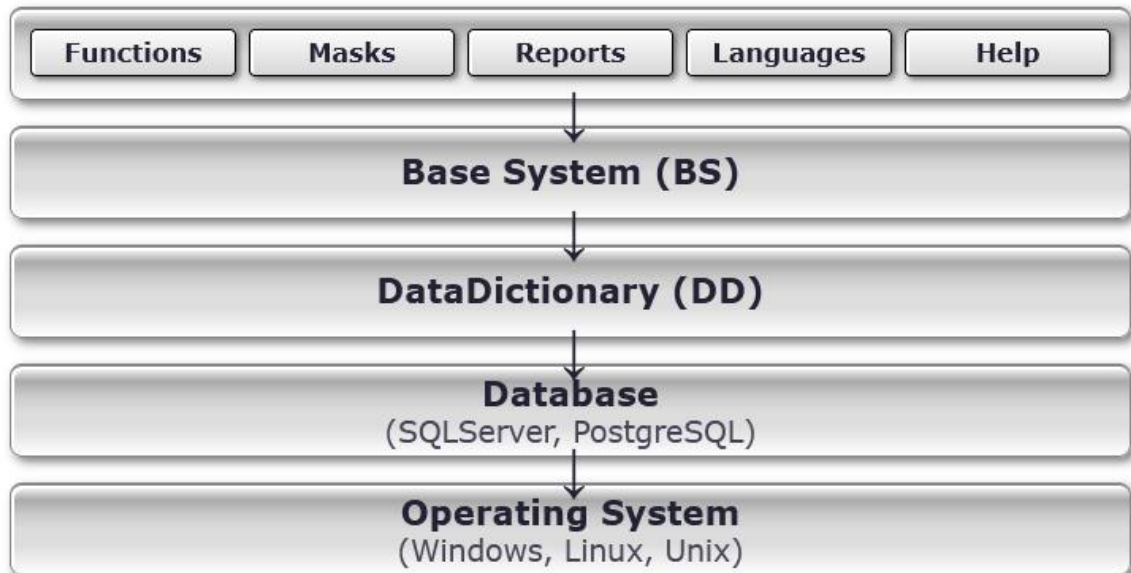 Functions Masks Reports Languages Help
Base System (BS)
DataDictionary (DD)
Database
(SQLServer, PostgreSQL)
Operating System
(Windows, Linux, Unix)